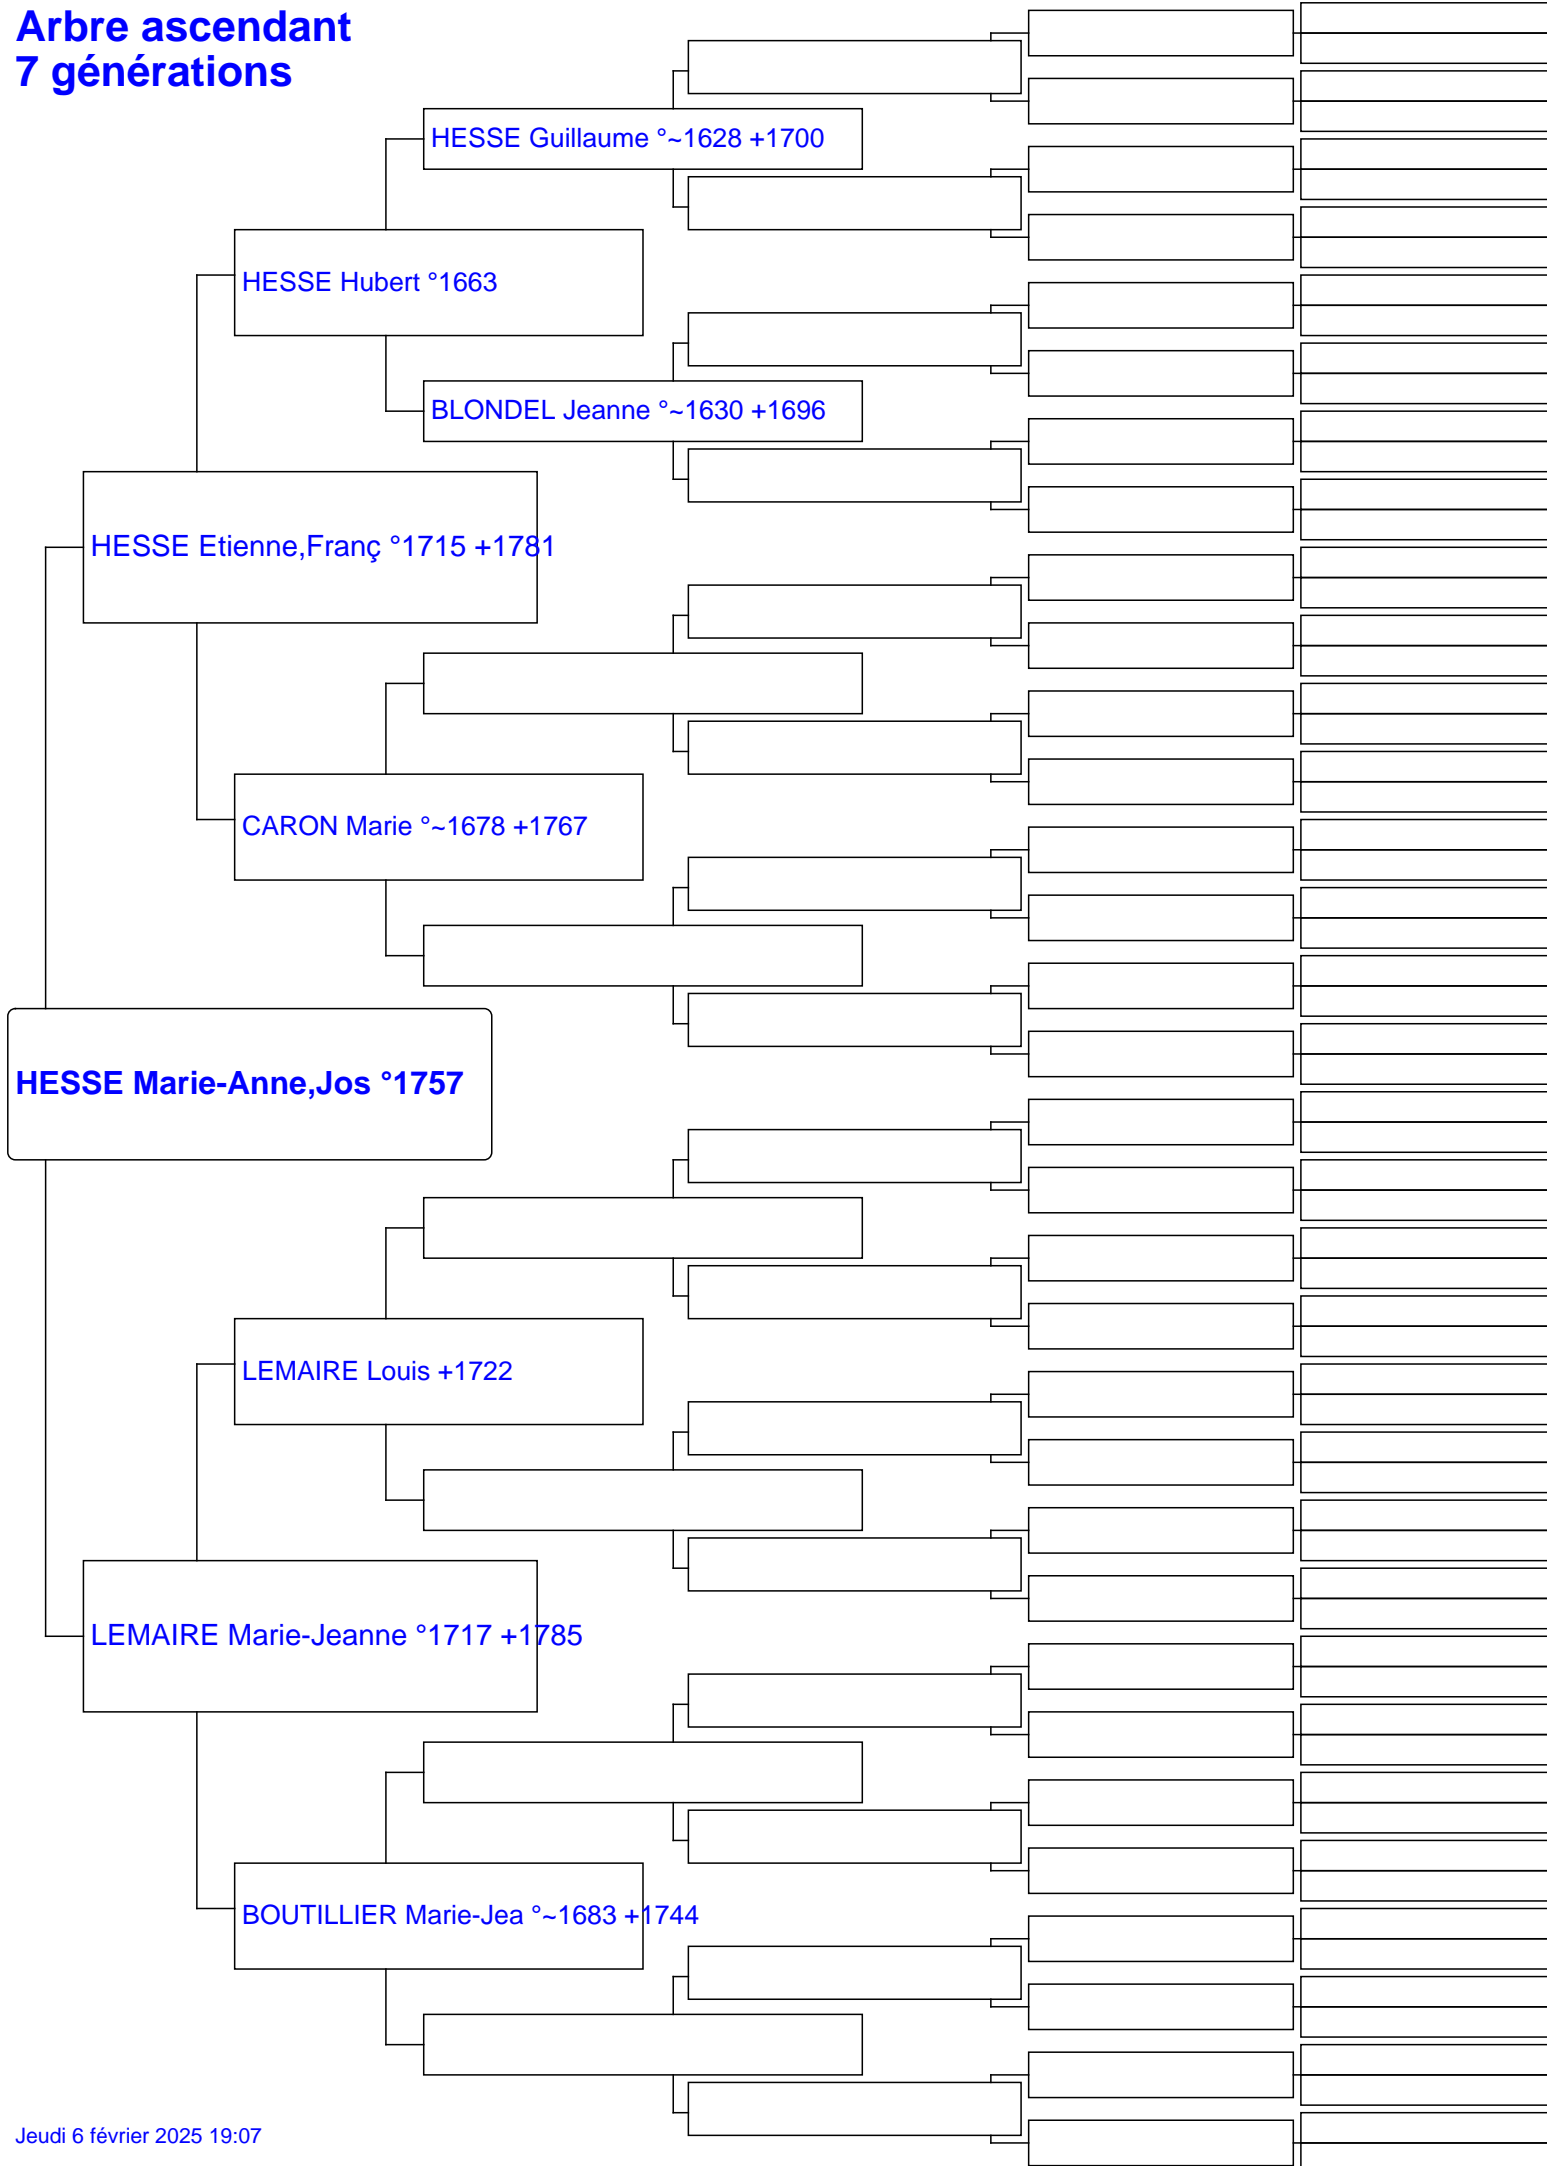 Arbre ascendant
7 générations
HESSE Guillaume °~1628 +1700
HESSE Hubert °1663
BLONDEL Jeanne °~1630 +1696
HESSE Etienne,Franç °1715 +1781
CARON Marie °~1678 +1767
HESSE Marie-Anne,Jos °1757
LEMAIRE Louis +1722
LEMAIRE Marie-Jeanne °1717 +1785
BOUTILLIER Marie-Jea °~1683 +1744
Jeudi 6 février 2025 19:07